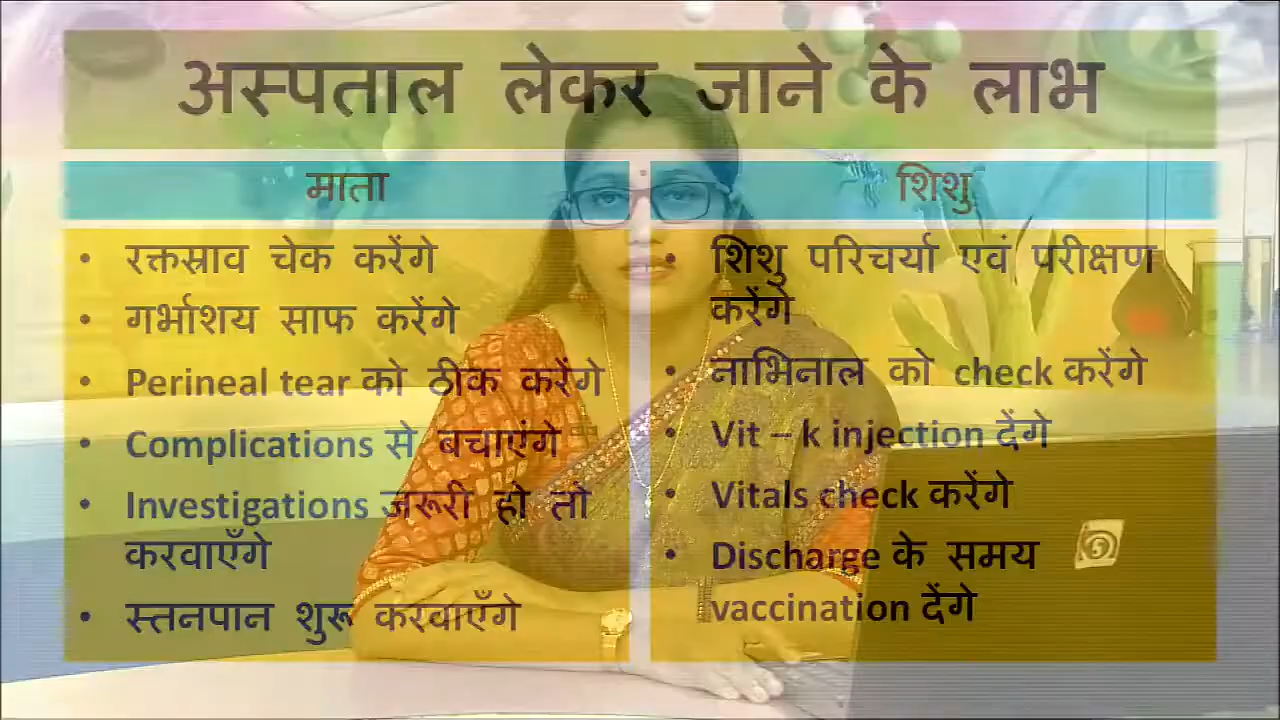 अस्पताल लेकर जाने के लाभ
माता
• रक्तस्राव चेक करेंगे
• गर्भाशय साफ करेंगे
• Perineal tear को ठीक करेंगे
• Complications से बचाएंगे
• Investigations जरूरी हो तो
करवाएँगे
• स्तनपान शुरू करवाएँगे
शिशु
• शिशु परिचर्या एवं परीक्षण
करेंगे
• नाभिनाल को check करेंगे
• Vit – k injection देंगे
• Vitals check करेंगे
• Discharge के समय
vaccination देंगे